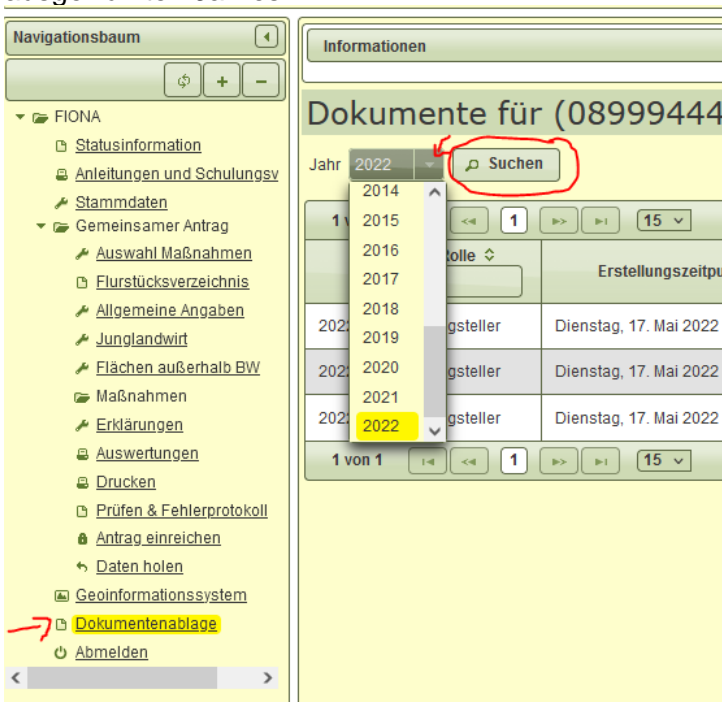 Navigationsbaum
FIONA
Statusinformation
Anleitungen und Schulungsv
Stammdaten
Gemeinsamer Antrag
Auswahl Maßnahmen
Flurstücksverzeichnis
Allgemeine Angaben
Junglandwirt
Flächen außerhalb BW
Maßnahmen
Erklärungen
Auswertungen
Drucken
Prüfen & Fehlerprotokoll
Antrag einreichen
Daten holen
Geoinformationssystem
Dokumentenablage
Abmelden
Informationen
Dokumente für (08999444
Jahr 2022 Suchen
2014
2015
2016
2017
2018
2019
2020
2021
2022
1 15
Erstellungszeitpu
gsteller Dienstag, 17. Mai 2022
gsteller Dienstag, 17. Mai 2022
gsteller Dienstag, 17. Mai 2022
1 von 1 1 15